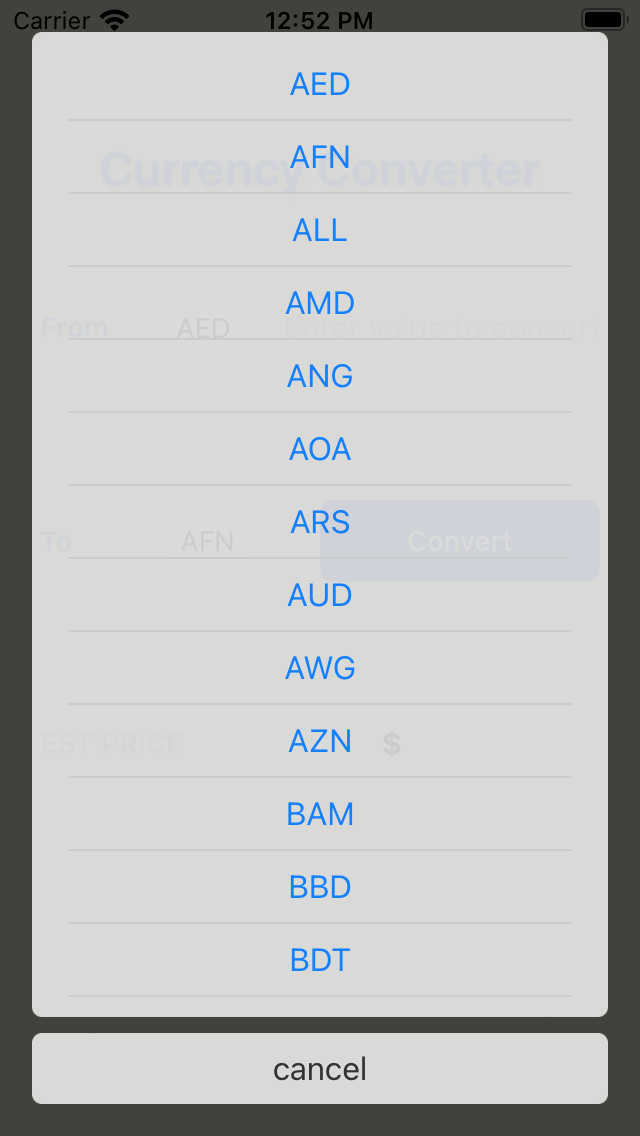 Carrier 12:52 PM
AED
AFN
Currency Converter
ALL
AMD
From AED Enter value to convert
ANG
AOA
ARS
To AFN Convert
AUD
AWG
AZN
EST PRICE $
BAM
BBD
BDT
cancel